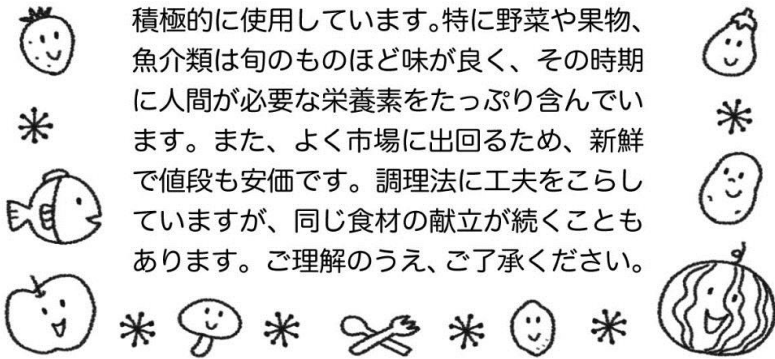 積極的に使用しています。特に野菜や果物、
魚介類は旬のものほど味が良く、その時期
に人間が必要な栄養素をたっぷり含んでい
ます。また、よく市場に出回るため、新鮮
で値段も安価です。調理法に工夫をこらし
ていますが、同じ食材の献立が続くことも
あります。ご理解のうえ、ご了承ください。